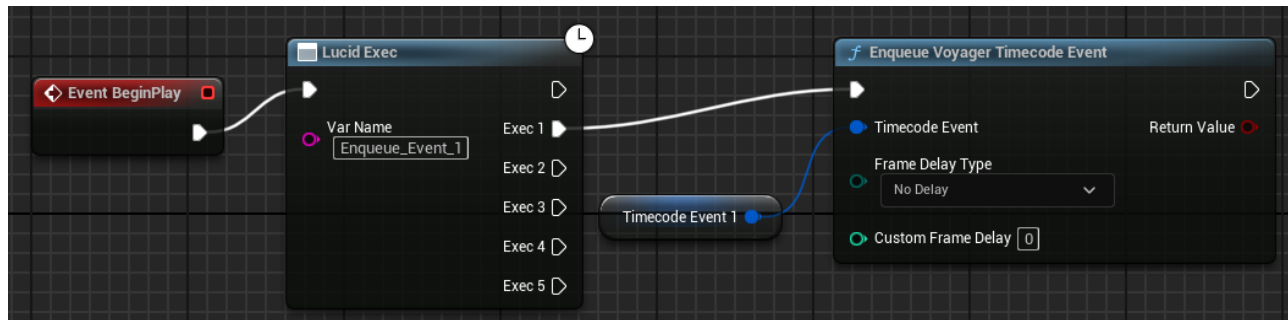 Event BeginPlay
Lucid Exec
Var Name
Enqueue_Event_1
Exec 1
Exec 2
Exec 3
Exec 4
Exec 5
Timecode Event 1
f Enqueue Voyager Timecode Event
Timecode Event
Return Value
Frame Delay Type
No Delay
Custom Frame Delay 0